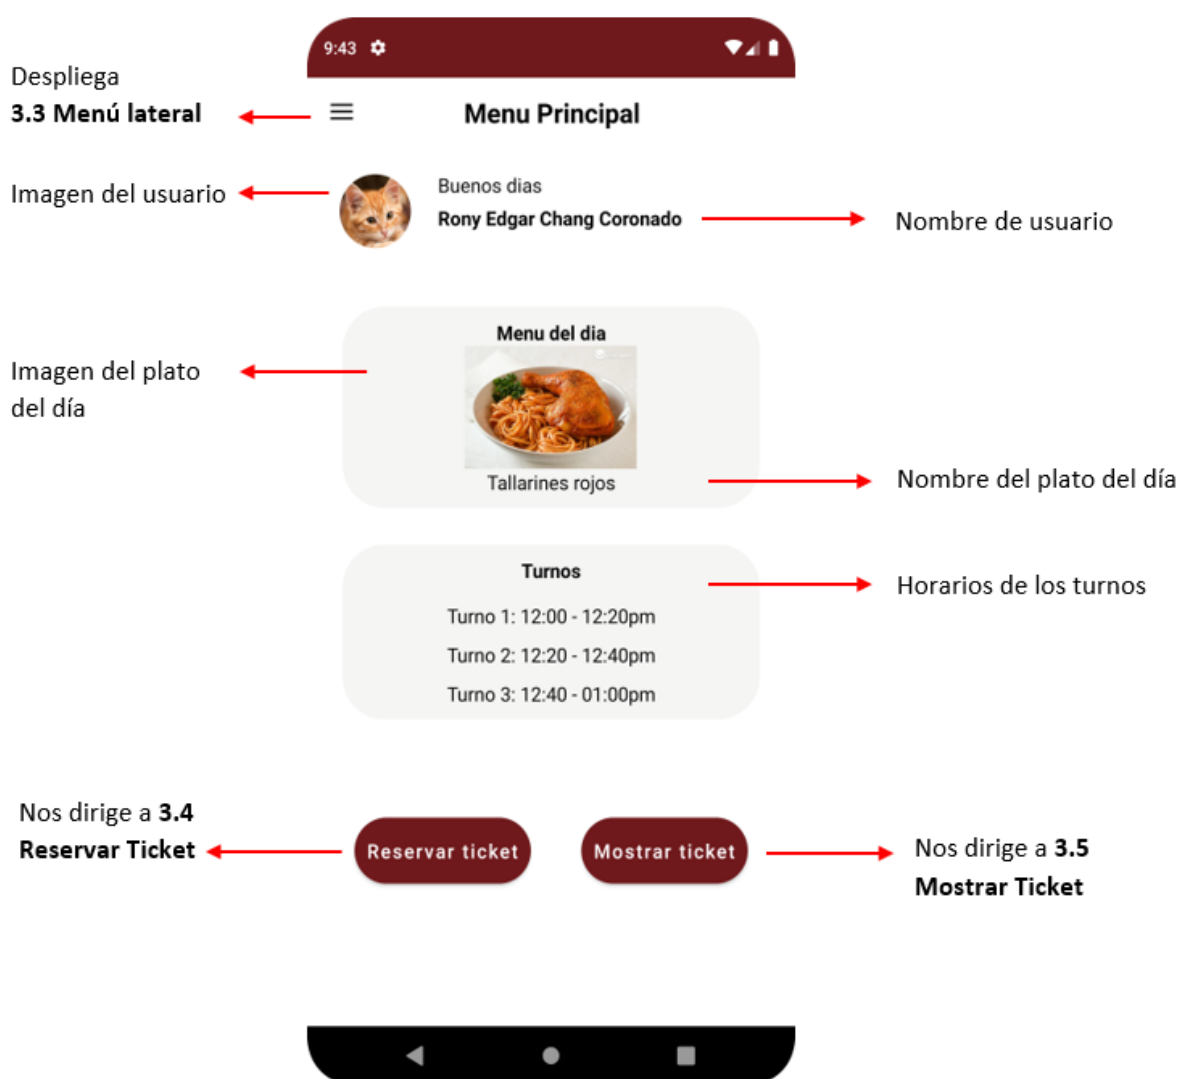 9:43
Despliega
3.3 Menú lateral
Menu Principal
Imagen del usuario
Buenos dias
Rony Edgar Chang Coronado
Nombre de usuario
Menu del dia
Imagen del plato
del día
Tallarines rojos
Nombre del plato del día
Turnos
Horarios de los turnos
Turno 1: 12:00 - 12:20pm
Turno 2: 12:20 - 12:40pm
Turno 3: 12:40 - 01:00pm
Nos dirige a 3.4
Reservar Ticket
Reservar ticket
Mostrar ticket
Nos dirige a 3.5
Mostrar Ticket